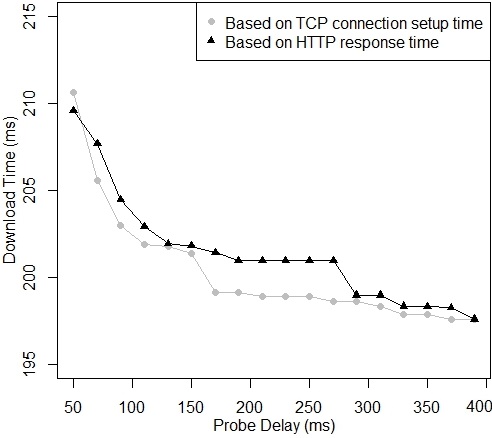 215
210
205
200
195
Download Time (ms)
Based on TCP connection setup time
Based on HTTP response time
50 100 150 200 250 300 350 400
Probe Delay (ms)